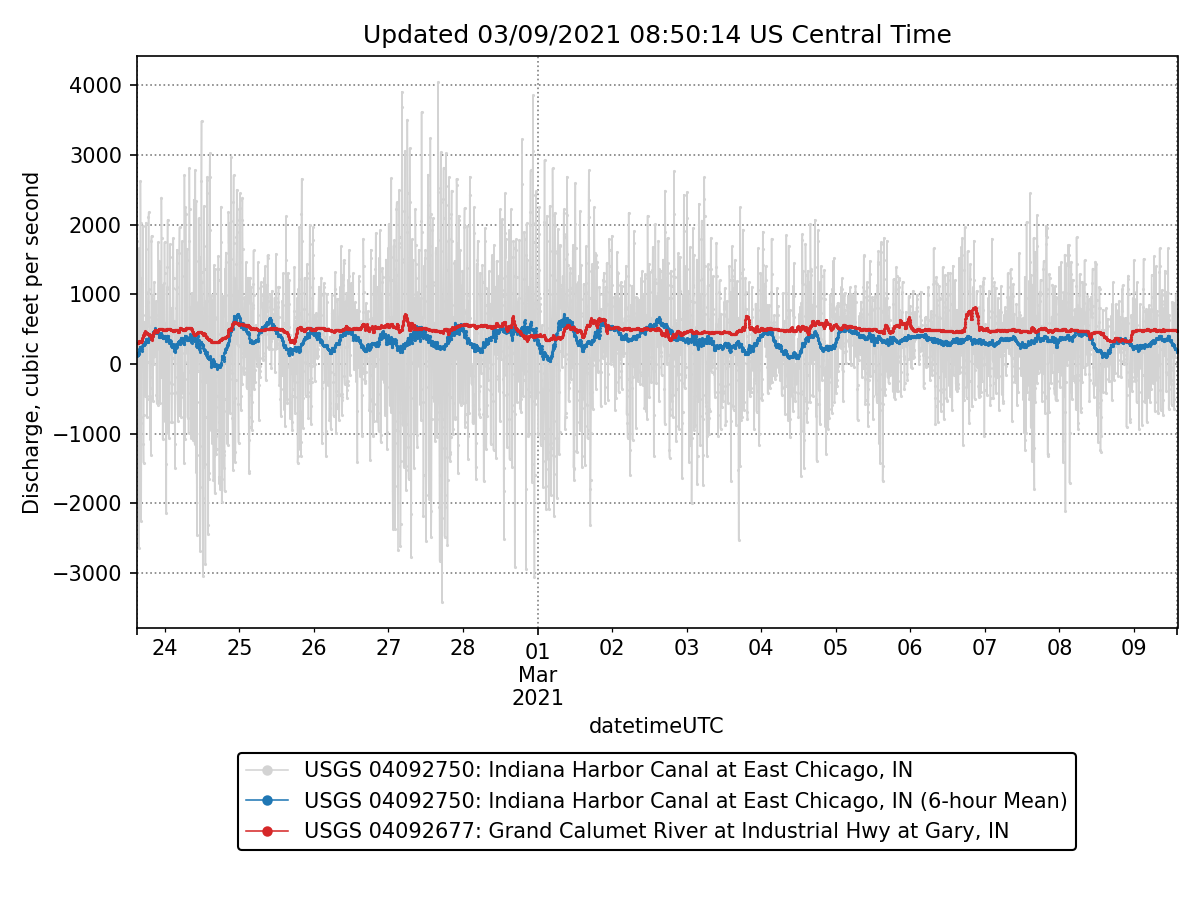 Updated 03/09/2021 08:50:14 US Central Time
Discharge, cubic feet per second
4000
3000
2000
1000
0
−1000
−2000
−3000
24 25 26 27 28 01 02 03 04 05 06 07 08 09
Mar
2021
datetimeUTC
USGS 04092750: Indiana Harbor Canal at East Chicago, IN
USGS 04092750: Indiana Harbor Canal at East Chicago, IN (6-hour Mean)
USGS 04092677: Grand Calumet River at Industrial Hwy at Gary, IN